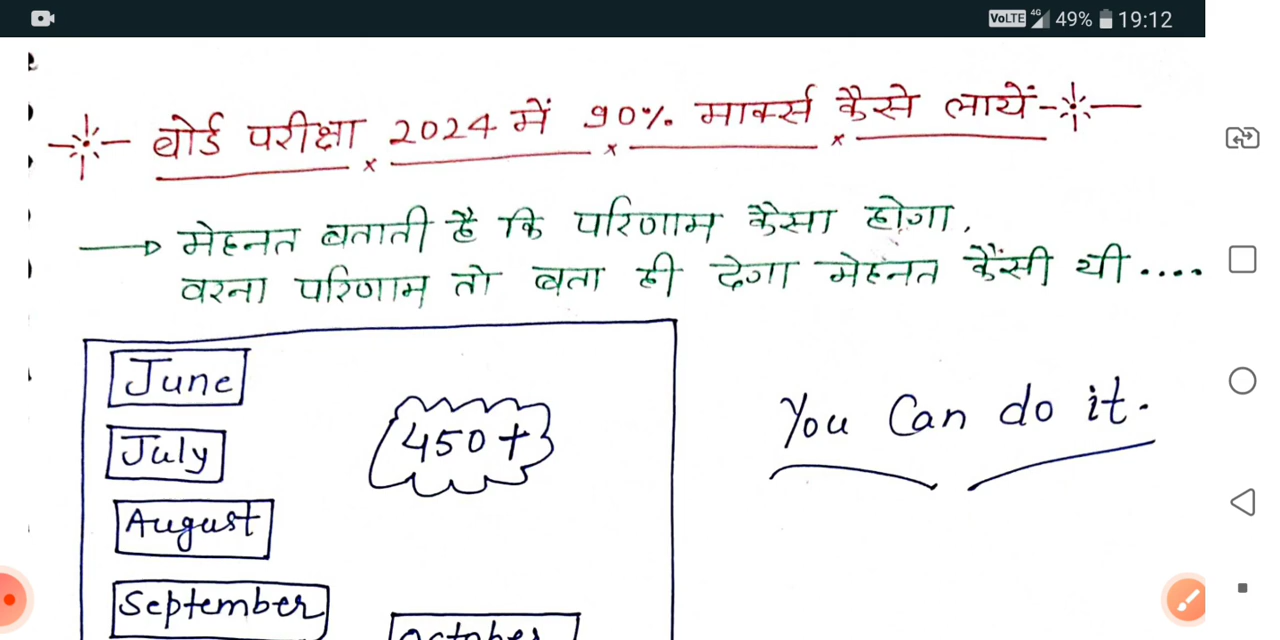 VoLTE 4G 49% 19:12
बोर्ड परीक्षा 2024 में 90% मार्क्स कैसे लायें
मेहनत बताती है कि परिणाम कैसा होगा,
वरना परिणाम तो बता ही देगा मेहनत कैसी थी....
June
450+
You Can do it.
July
August
September
October